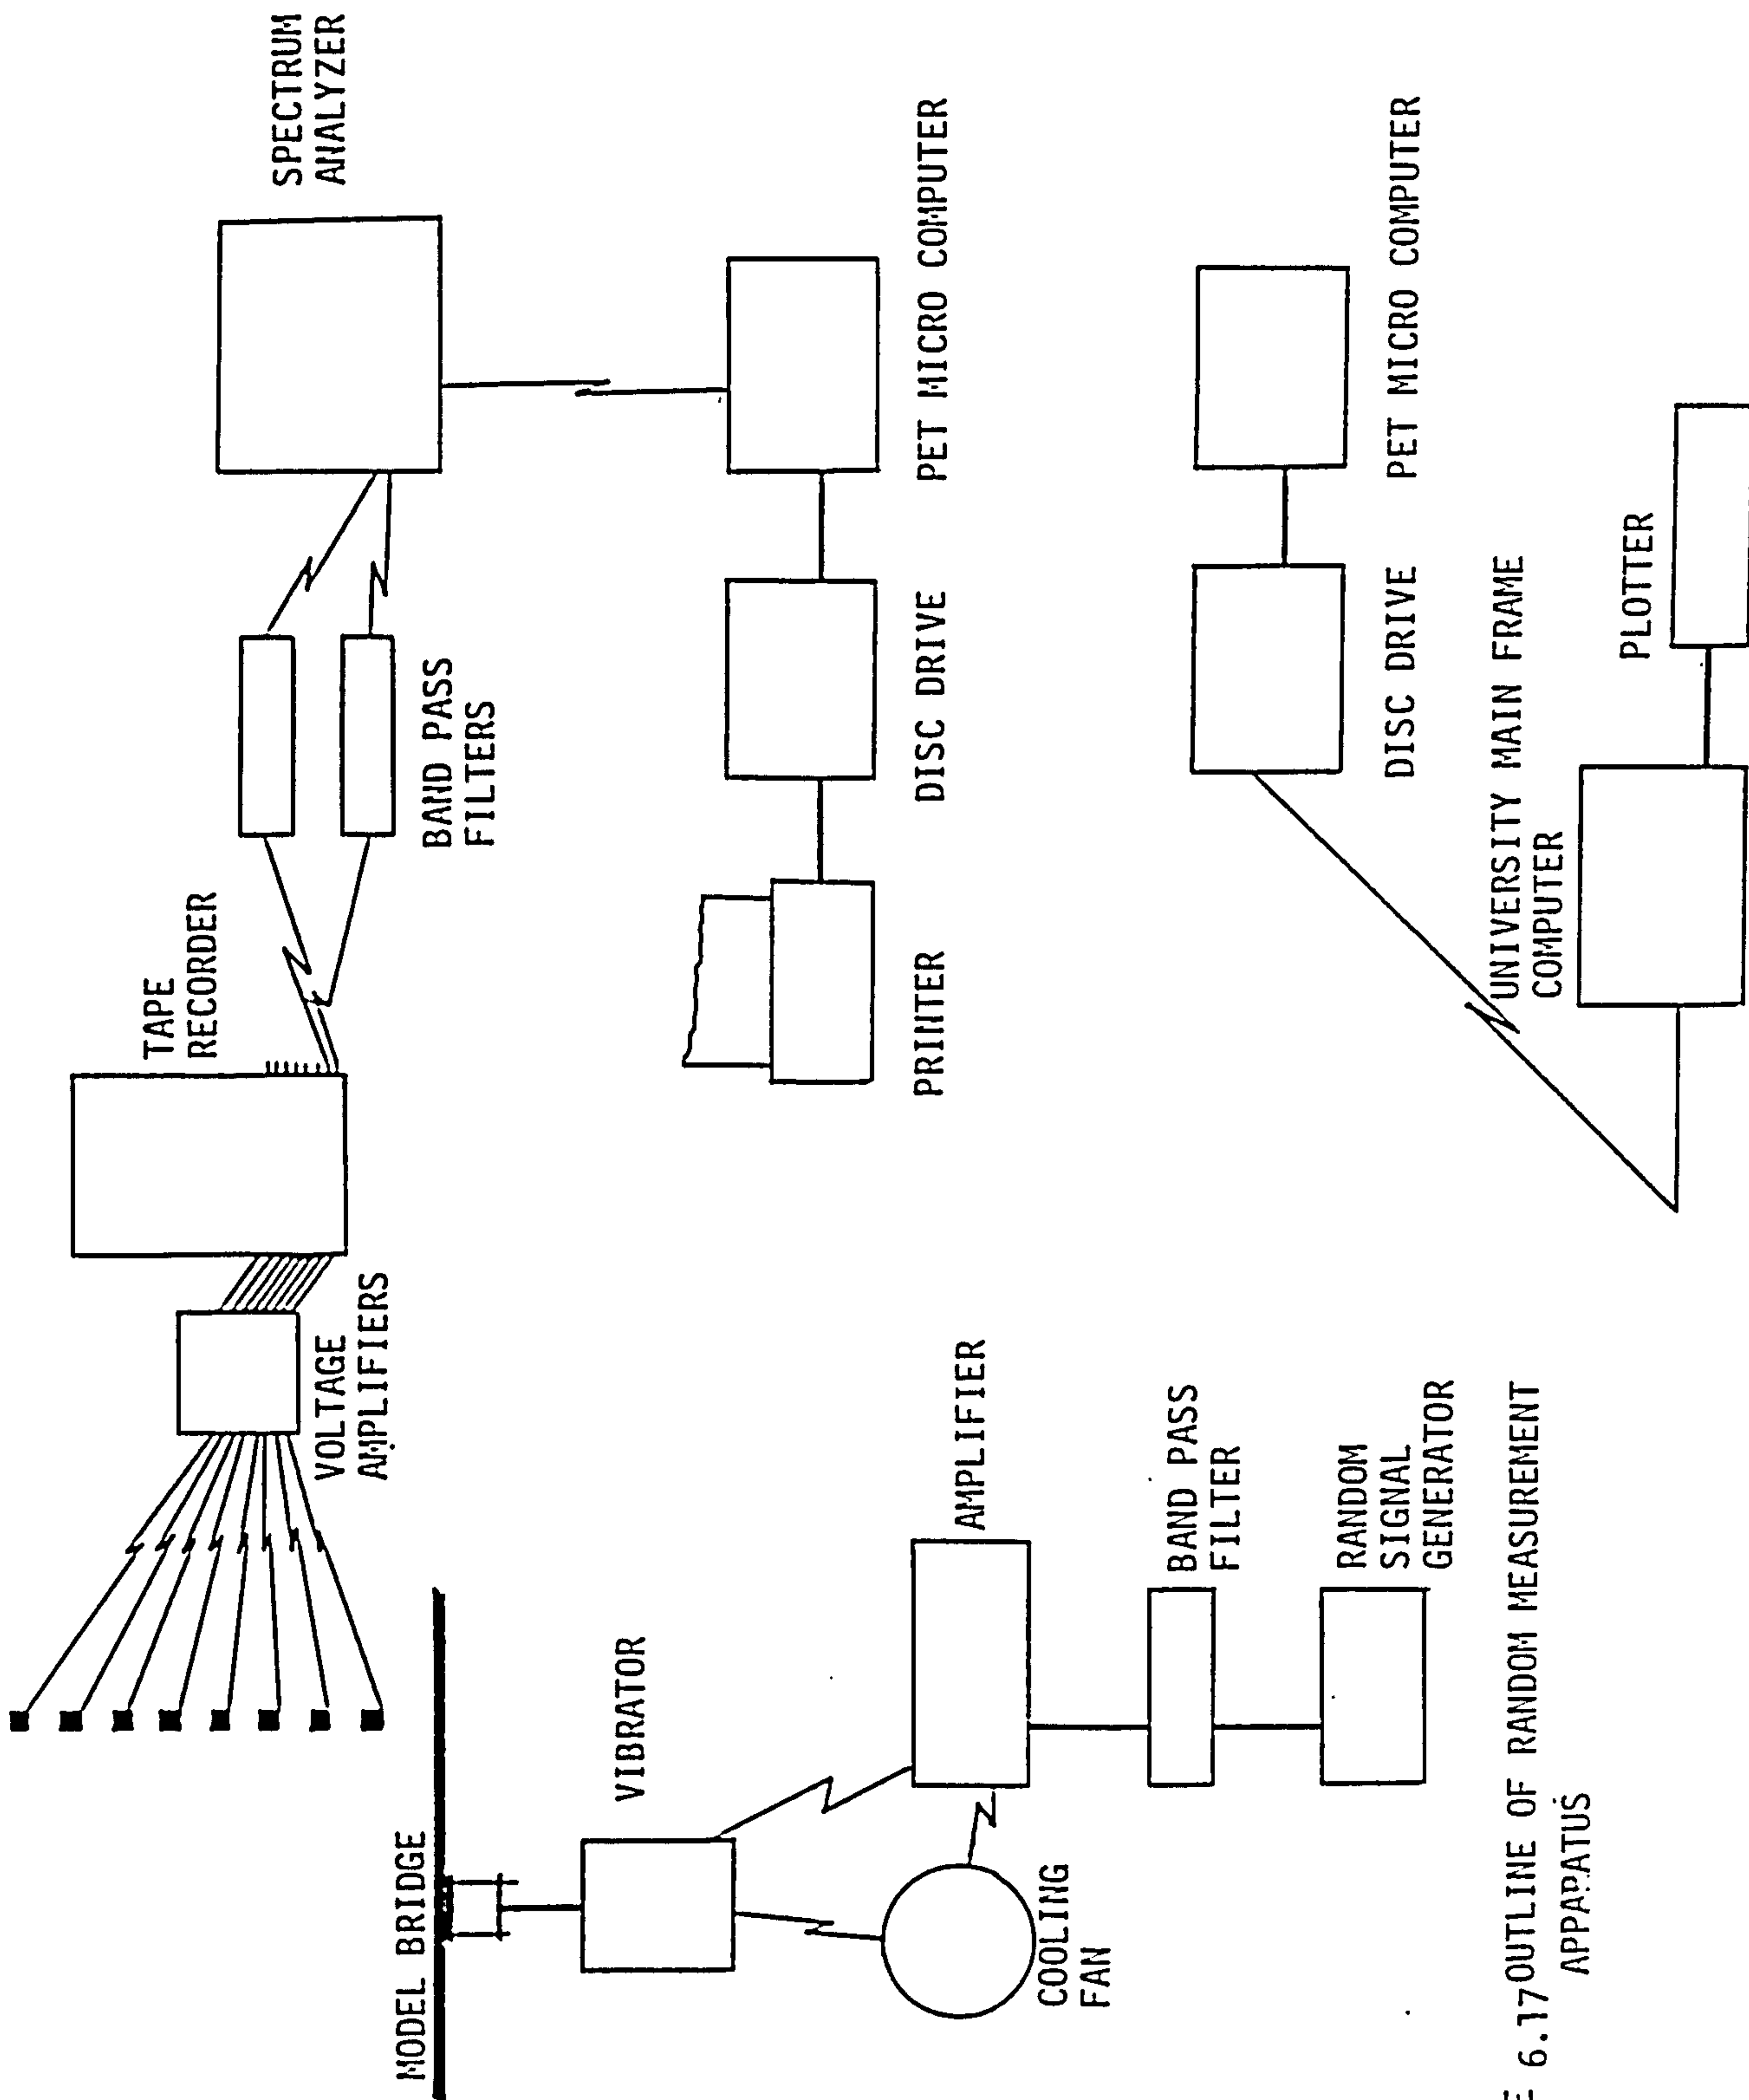 SPECTRUM
ANALYZER
TAPE
RECORDER
BAND PASS
FILTERS
VOLTAGE
AMPLIFIERS
MODEL BRIDGE
VIBRATOR
PRINTER
DISC DRIVE
PET MICRO COMPUTER
AMPLIFIER
COOLING
FAN
BAND PASS
FILTER
RANDOM
SIGNAL
GENERATOR
DISC DRIVE
PET MICRO COMPUTER
UNIVERSITY MAIN FRAME
COMPUTER
PLOTTER
6.17 OUTLINE OF RANDOM MEASUREMENT
APPARATUS